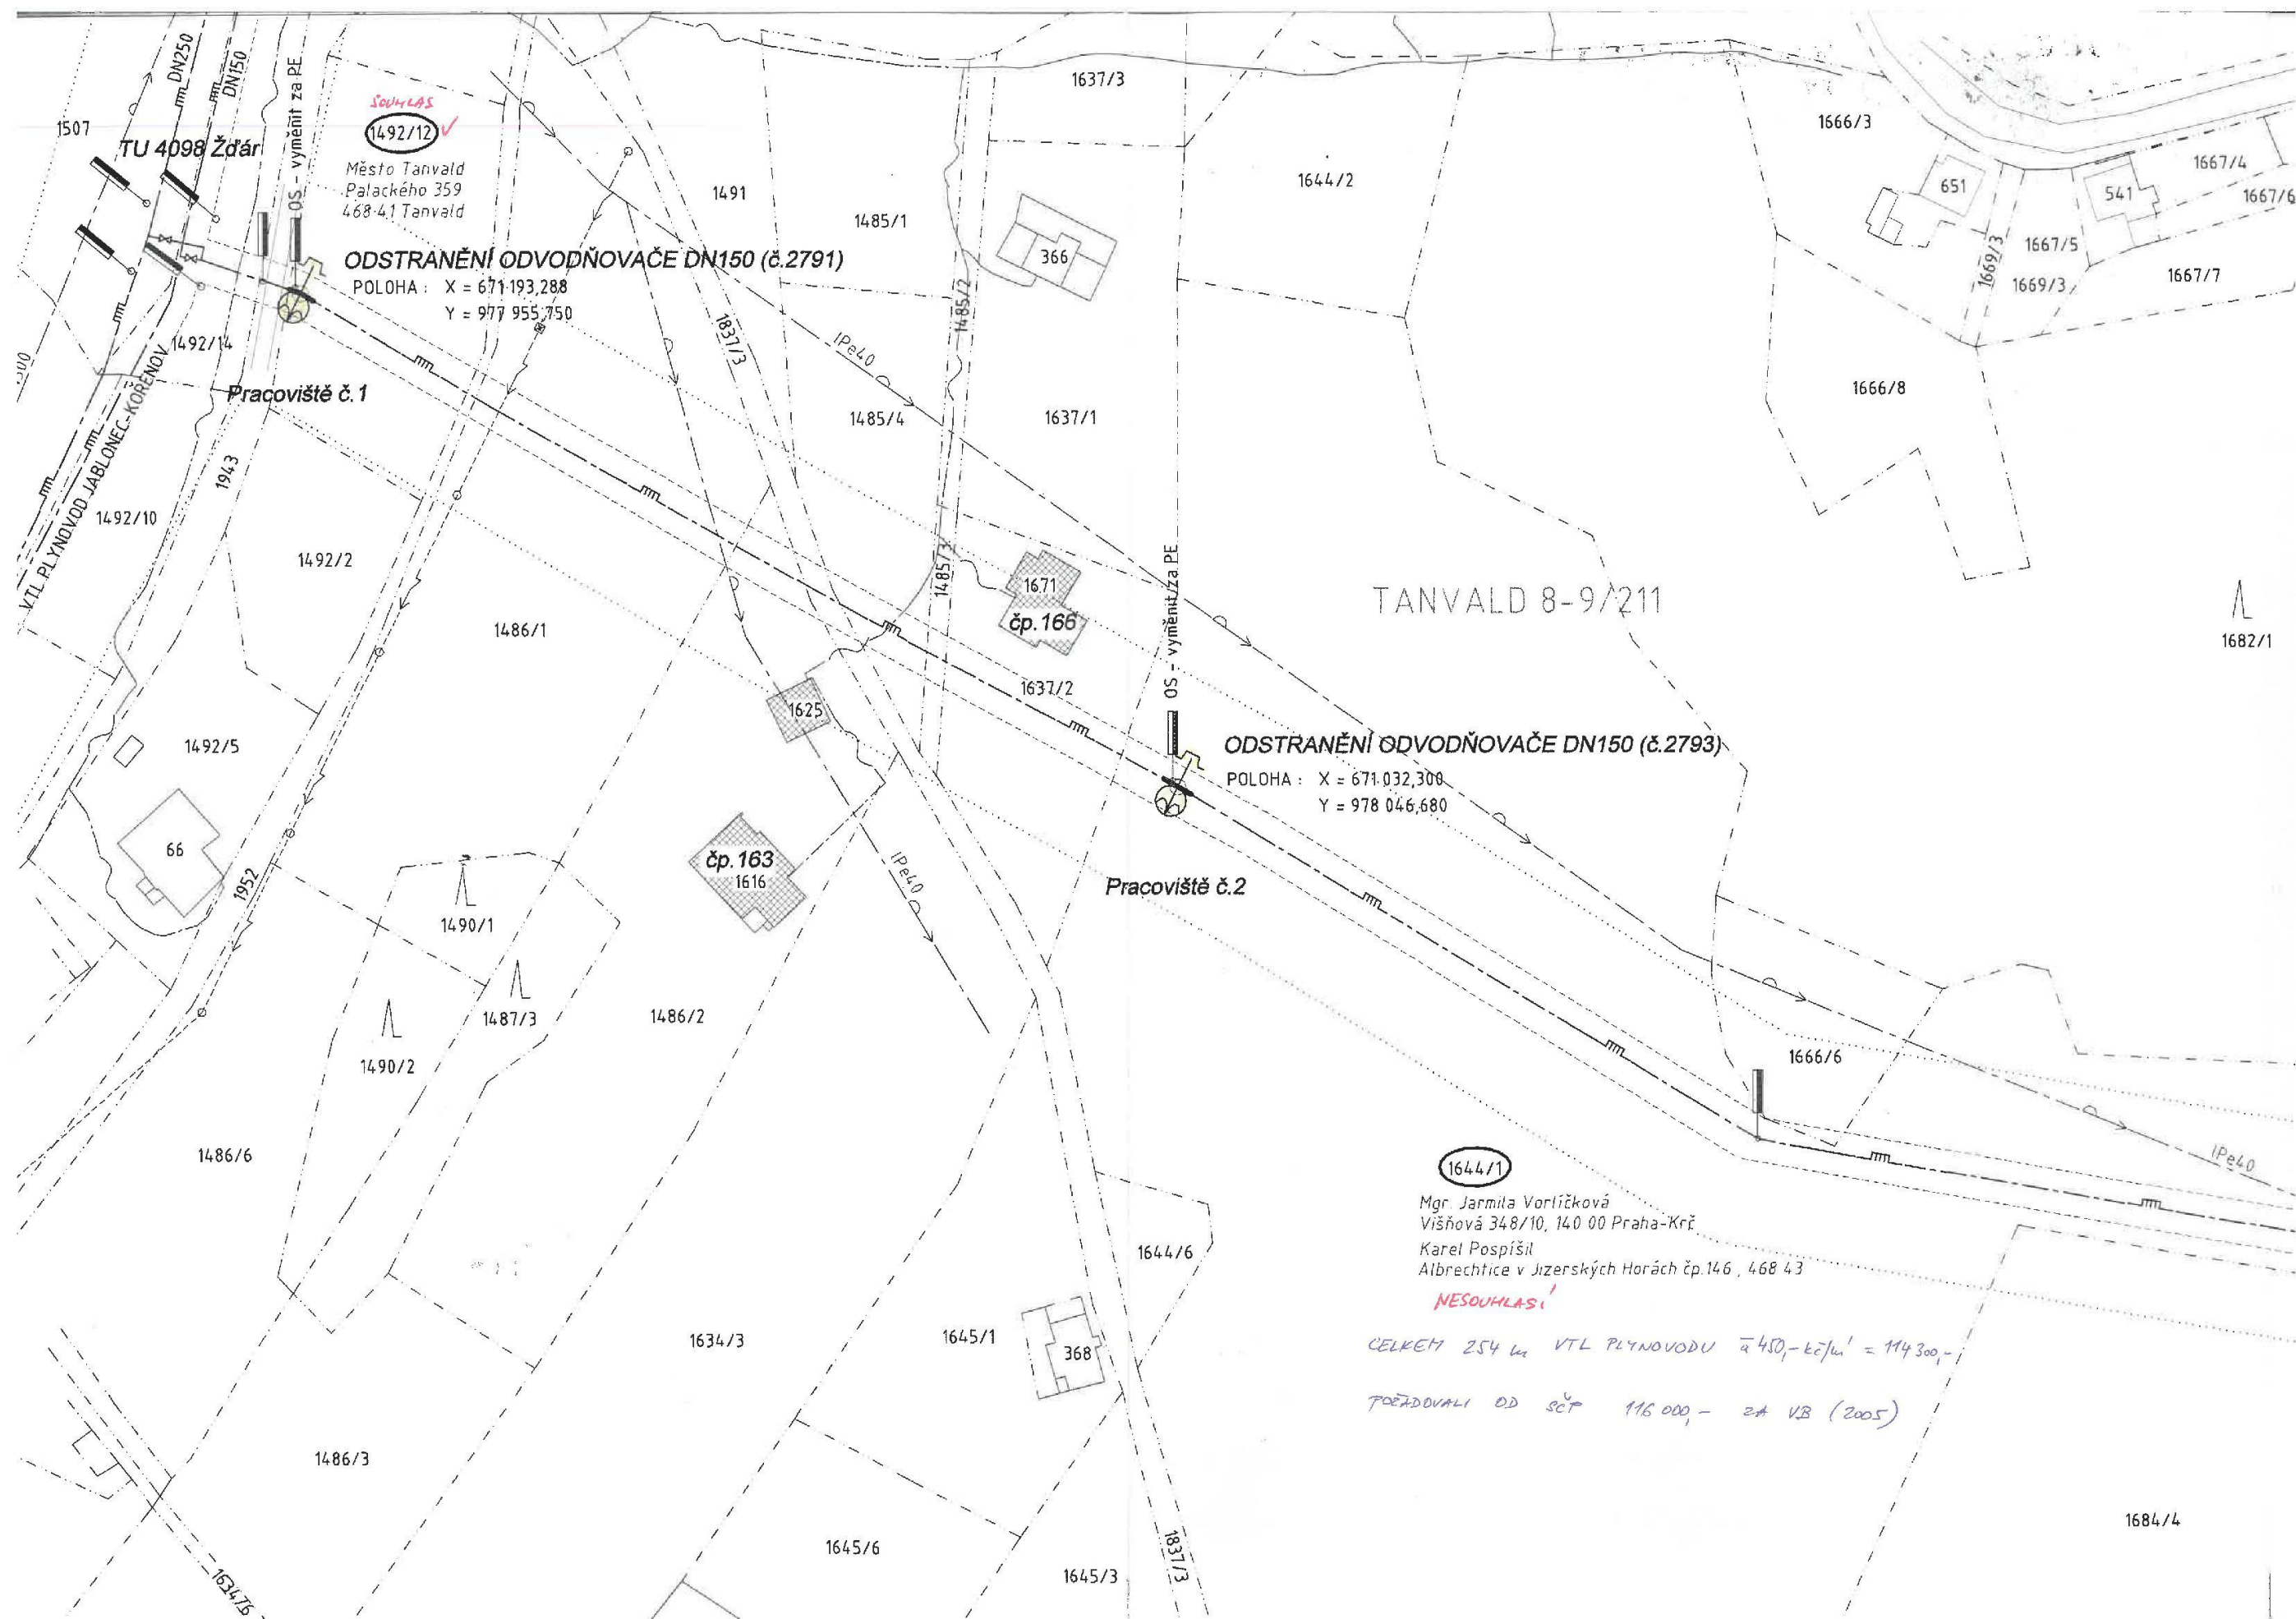 DN250
DN150
OS - vyměnit za PE
1507
TU 4098 Žďár
SOUHLAS
1492/12
Město Tanvald
Palackého 359
468 41 Tanvald
ODSTRANĚNÍ ODVODŇOVAČE DN150 (č.2791)
POLOHA : X = 671 193,288
Y = 977 955,750
1492/14
Pracoviště č.1
VTL PLYNOVOD JABLONEC-KOŘENOV
1943
1492/10
1492/2
1486/1
1491
1485/1
1837/3
IPe40
1485/4
1485/2
1485/3
1637/3
366
1637/1
1644/2
1666/3
651
541
1667/4
1667/6
1667/5
1669/3
1669/3
1667/7
1666/8
1671
čp.166
OS - vyměnit za PE
TANVALD 8-9/211
1682/1
1637/2
1625
1492/5
66
1952
ODSTRANĚNÍ ODVODŇOVAČE DN150 (č.2793)
POLOHA : X = 671 032,300
Y = 978 046,680
Pracoviště č.2
čp.163
1616
IPe40
1490/1
1487/3
1490/2
1486/2
1666/6
1486/6
IPe40
1644/1
Mgr. Jarmila Vorlíčková
Višňová 348/10, 140 00 Praha-Krč
Karel Pospíšil
Albrechtice v Jizerských Horách čp.146 , 468 43
NESOUHLASÍ
CELKEM 254 m VTL PLYNOVODU à 450,- kč/m' = 114 300,-
POŽADOVALI OD SČP 116 000,- ZA VB (2005)
1644/6
1634/3
1645/1
368
1486/3
1645/6
1645/3
1837/3
1684/4
1634/6